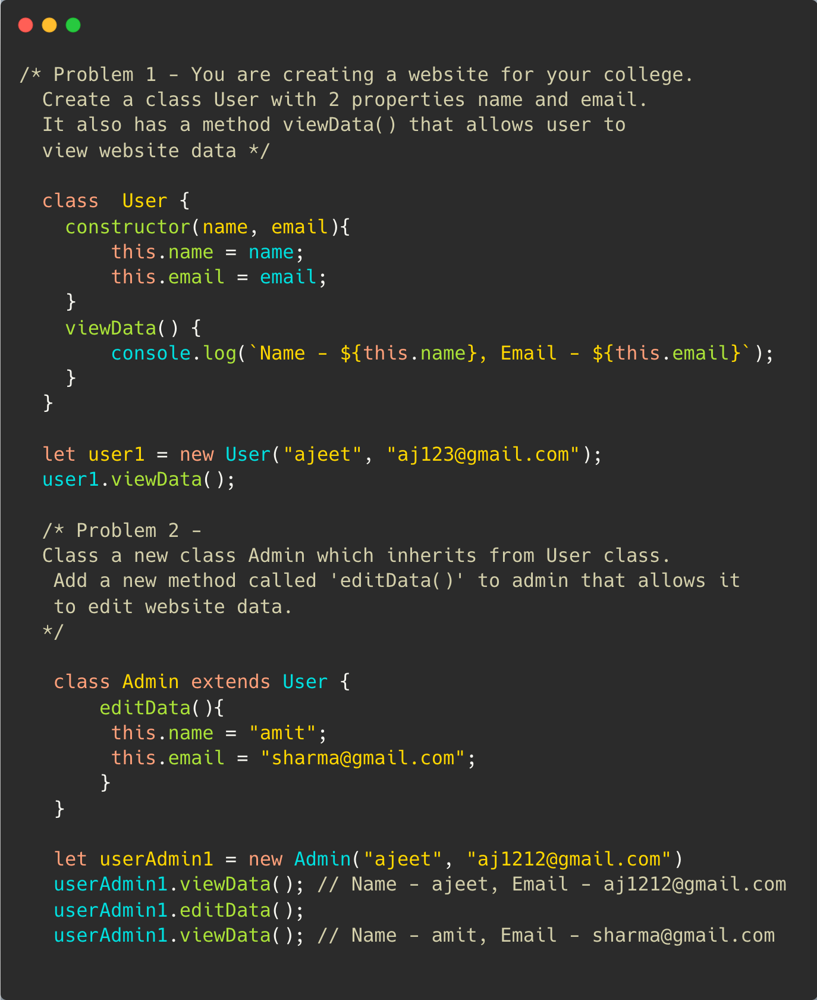 /* Problem 1 - You are creating a website for your college.
Create a class User with 2 properties name and email.
It also has a method viewData() that allows user to
view website data */
class  User {
constructor(name, email){
this.name = name;
this.email = email;
}
viewData() {
console.log(`Name - ${this.name}, Email - ${this.email}`);
}
}
let user1 = new User("ajeet", "aj123@gmail.com");
user1.viewData();
/* Problem 2 -
Class a new class Admin which inherits from User class.
Add a new method called 'editData()' to admin that allows it
to edit website data.
*/
class Admin extends User {
editData(){
this.name = "amit";
this.email = "sharma@gmail.com";
}
}
let userAdmin1 = new Admin("ajeet", "aj1212@gmail.com")
userAdmin1.viewData(); // Name - ajeet, Email - aj1212@gmail.com
userAdmin1.editData();
userAdmin1.viewData(); // Name - amit, Email - sharma@gmail.com